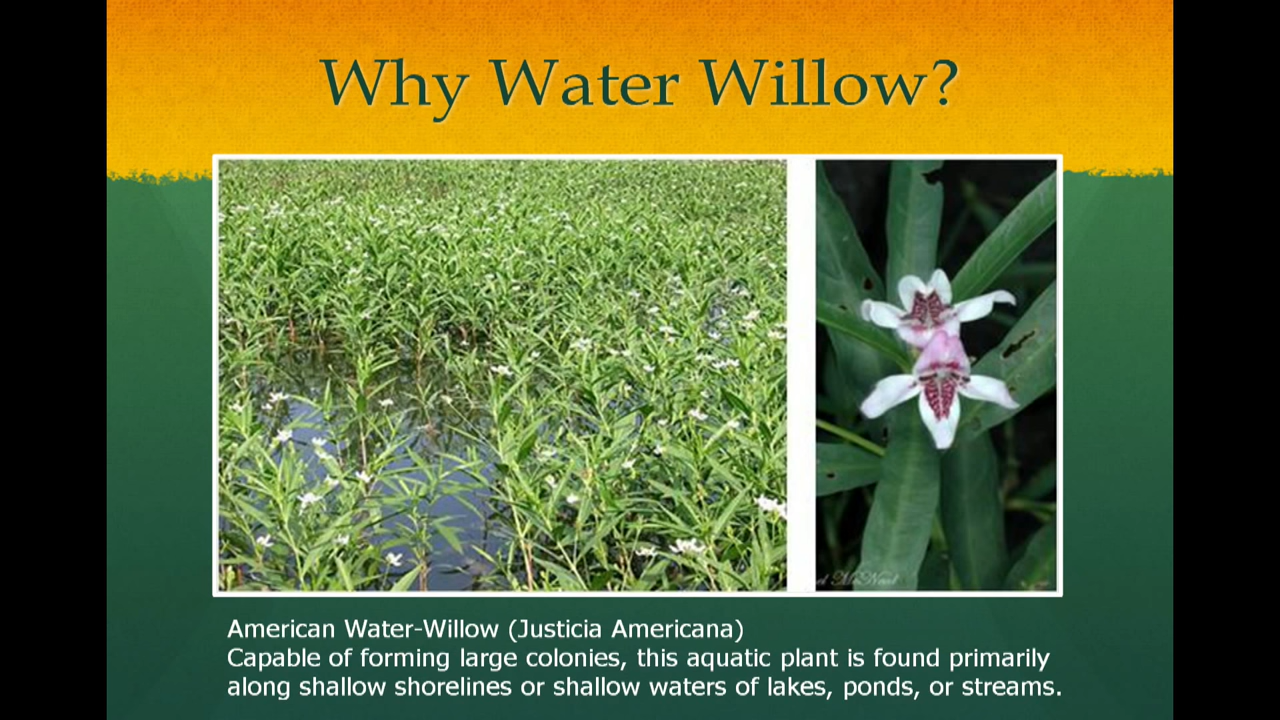 Why Water Willow?
American Water-Willow (Justicia Americana)
Capable of forming large colonies, this aquatic plant is found primarily
along shallow shorelines or shallow waters of lakes, ponds, or streams.